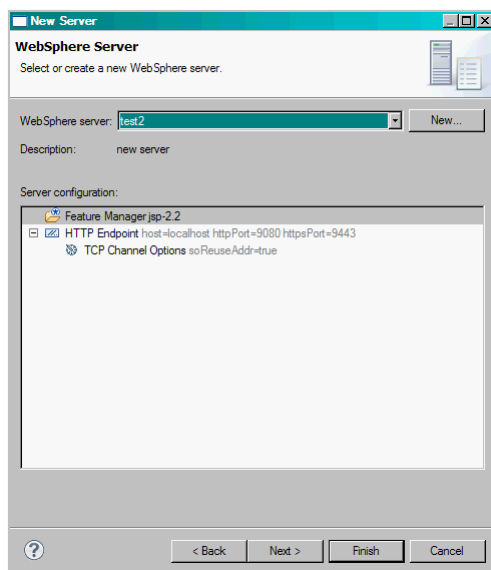 New Server
WebSphere Server
Select or create a new WebSphere server.
WebSphere server: test2 New...
Description: new server
Server configuration:
Feature Manager jsp-2.2
HTTP Endpoint host=localhost httpPort=9080 httpsPort=9443
TCP Channel Options soReuseAddr=true
? < Back Next > Finish Cancel